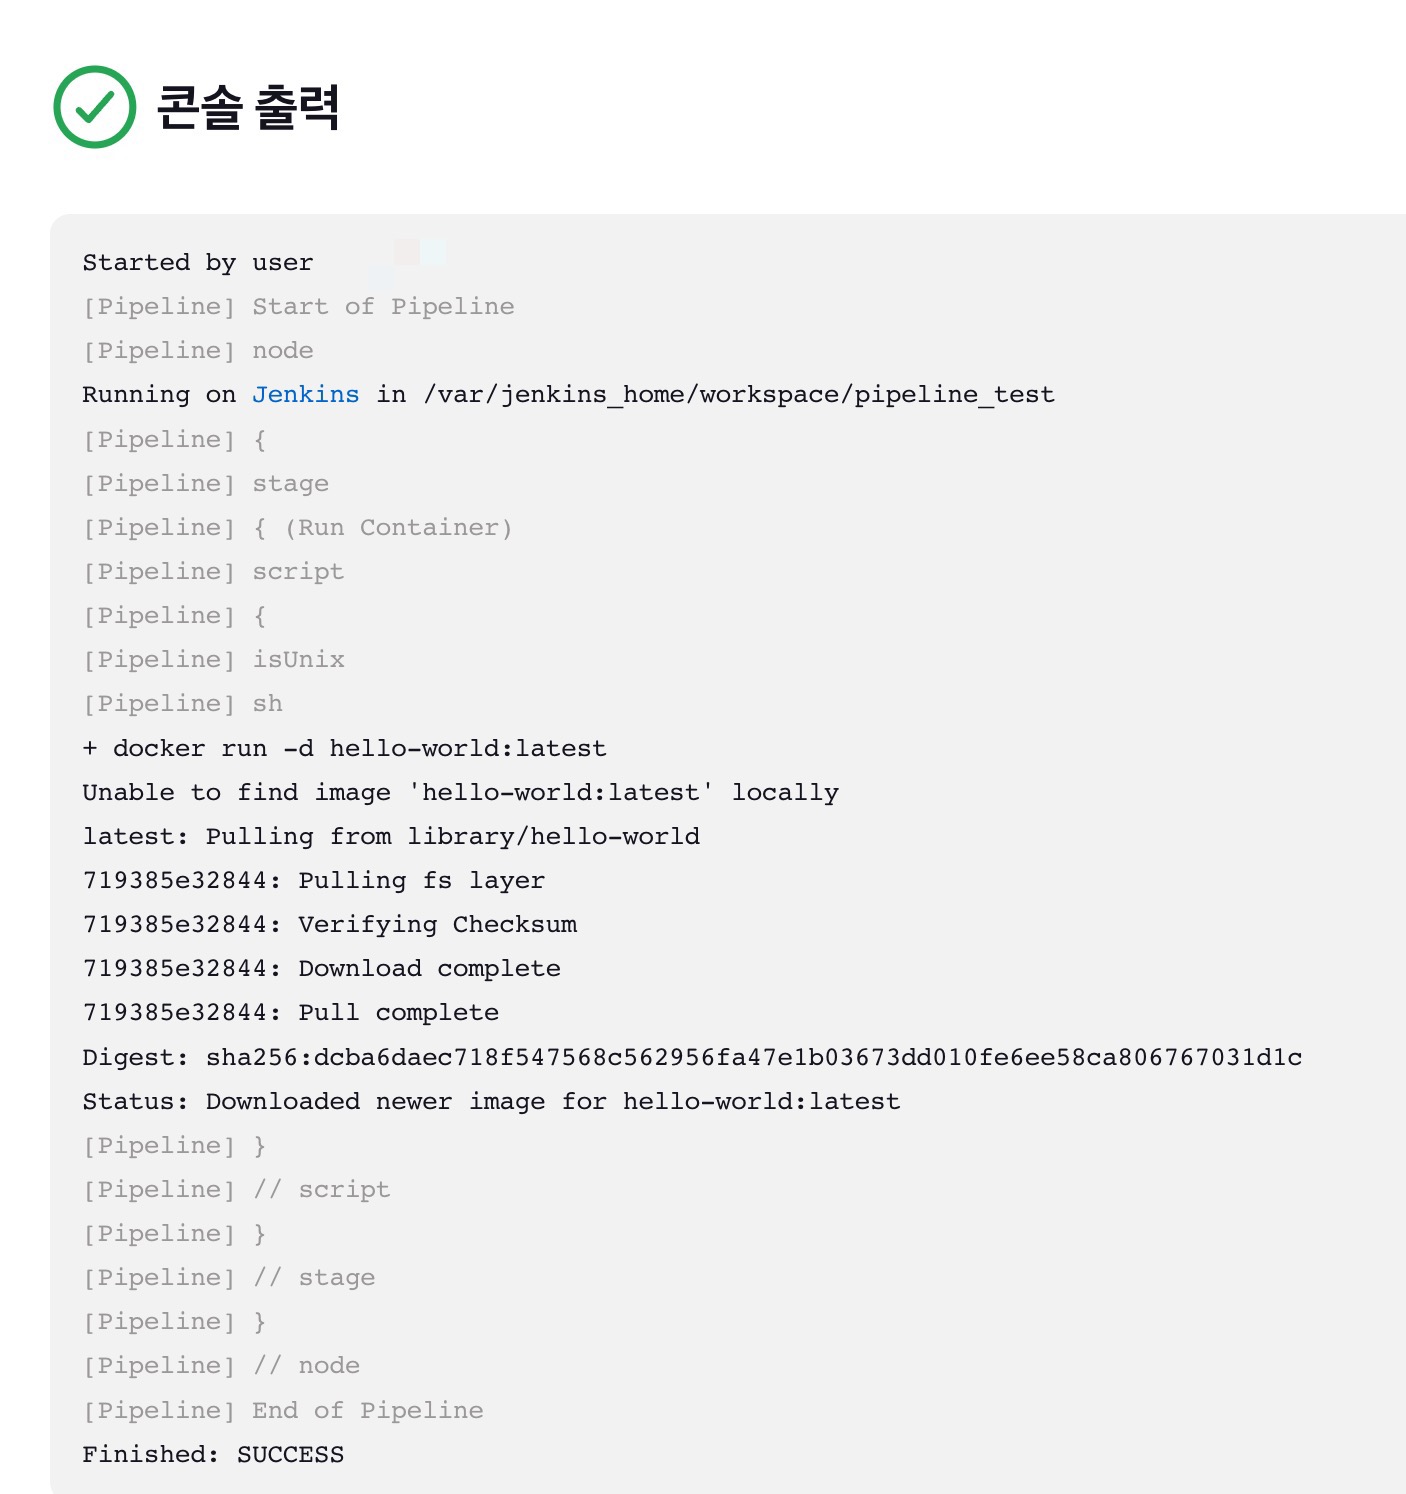 콘솔 출력
Started by user
[Pipeline] Start of Pipeline
[Pipeline] node
Running on Jenkins in /var/jenkins_home/workspace/pipeline_test
[Pipeline] {
[Pipeline] stage
[Pipeline] { (Run Container)
[Pipeline] script
[Pipeline] {
[Pipeline] isUnix
[Pipeline] sh
+ docker run -d hello-world:latest
Unable to find image 'hello-world:latest' locally
latest: Pulling from library/hello-world
719385e32844: Pulling fs layer
719385e32844: Verifying Checksum
719385e32844: Download complete
719385e32844: Pull complete
Digest: sha256:dcba6daec718f547568c562956fa47e1b03673dd010fe6ee58ca806767031d1c
Status: Downloaded newer image for hello-world:latest
[Pipeline] }
[Pipeline] // script
[Pipeline] }
[Pipeline] // stage
[Pipeline] }
[Pipeline] // node
[Pipeline] End of Pipeline
Finished: SUCCESS